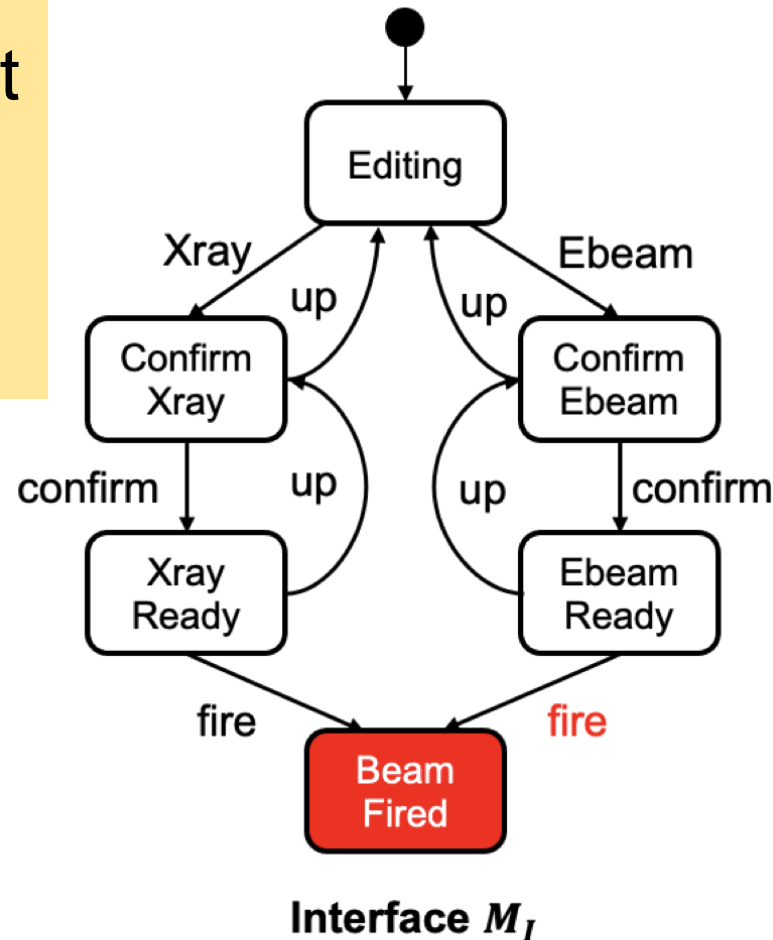 t
Editing
Xray
Ebeam
up
up
Confirm
Xray
Confirm
Ebeam
confirm
up
up
confirm
Xray
Ready
Ebeam
Ready
fire
fire
Beam
Fired
Interface M_I